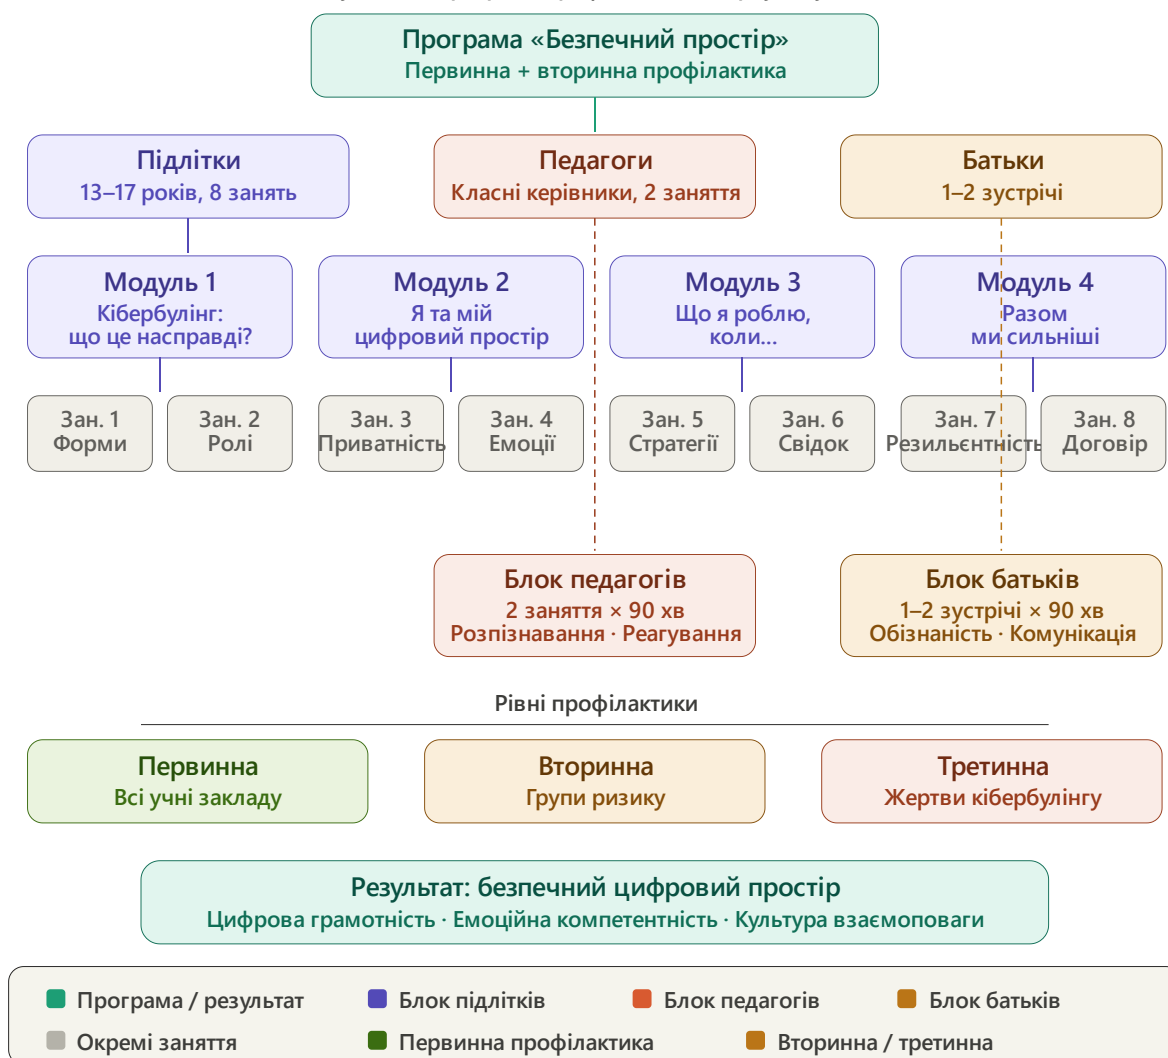 Програма «Безпечний простір»
Первинна + вторинна профілактика
Підлітки
13–17 років, 8 занять
Педагоги
Класні керівники, 2 заняття
Батьки
1–2 зустрічі
Модуль 1
Кібербулінг:
що це насправді?
Модуль 2
Я та мій
цифровий простір
Модуль 3
Що я роблю,
коли...
Модуль 4
Разом
ми сильніші
Зан. 1
Форми
Зан. 2
Ролі
Зан. 3
Приватність
Зан. 4
Емоції
Зан. 5
Стратегії
Зан. 6
Свідок
Зан. 7
Резильєнтність
Зан. 8
Договір
Блок педагогів
2 заняття × 90 хв
Розпізнавання · Реагування
Блок батьків
1–2 зустрічі × 90 хв
Обізнаність · Комунікація
Рівні профілактики
Первинна
Всі учні закладу
Вторинна
Групи ризику
Третинна
Жертви кібербулінгу
Результат: безпечний цифровий простір
Цифрова грамотність · Емоційна компетентність · Культура взаємоповаги
Програма / результат
Блок підлітків
Блок педагогів
Блок батьків
Окремі заняття
Первинна профілактика
Вторинна / третинна